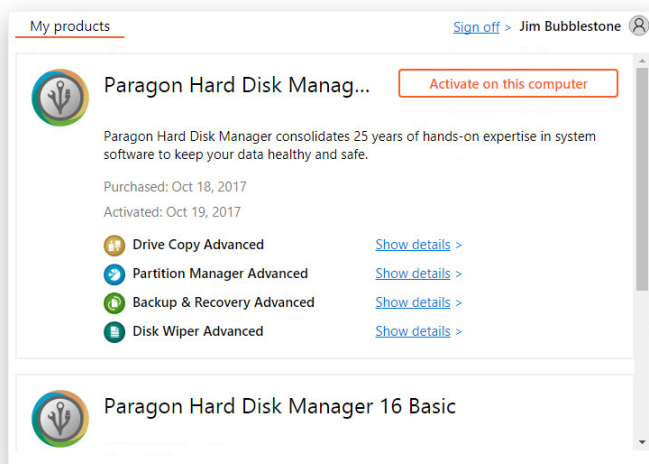 My products
Sign off > Jim Bubblestone
Paragon Hard Disk Manag...
Activate on this computer
Paragon Hard Disk Manager consolidates 25 years of hands-on expertise in system
software to keep your data healthy and safe.
Purchased: Oct 18, 2017
Activated: Oct 19, 2017
Drive Copy Advanced Show details >
Partition Manager Advanced Show details >
Backup & Recovery Advanced Show details >
Disk Wiper Advanced Show details >
Paragon Hard Disk Manager 16 Basic